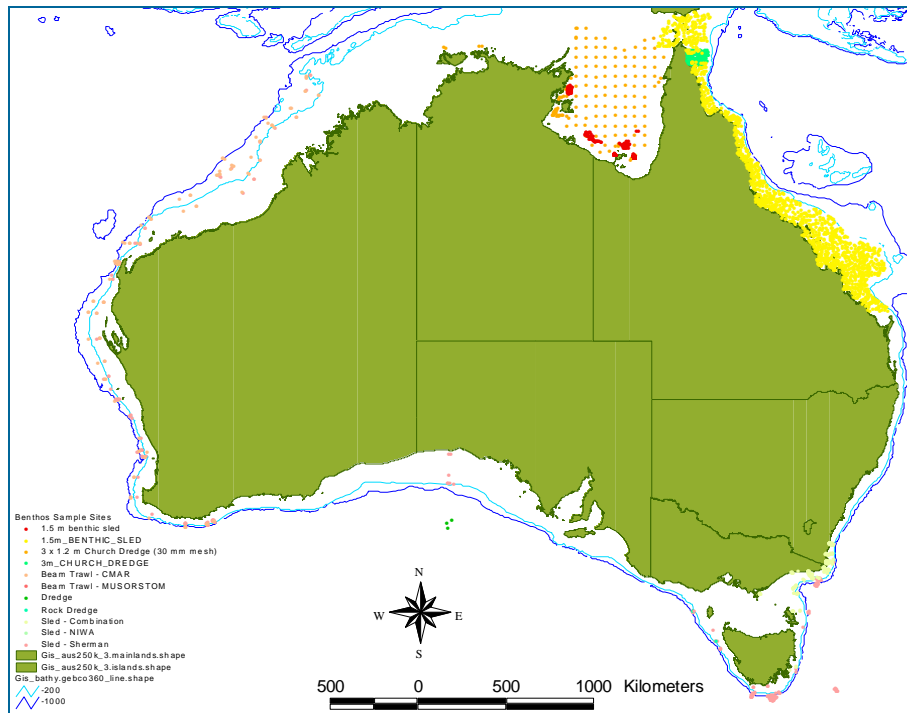 Benthos Sample Sites
1.5 m benthic sled
1.5m_BENTHIC_SLED
3 x 1.2 m Church Dredge (30 mm mesh)
3m_CHURCH_DREDGE
Beam Trawl - CMAR
Beam Trawl - MUSORSTOM
Dredge
Rock Dredge
Sled - Combination
Sled - NIWA
Sled - Sherman
Gis_aus250k_3.mainlands.shape
Gis_aus250k_3.islands.shape
Gis_bathy.gebco360_line.shape
-200
-1000
N
W E
S
500 0 500 1000 Kilometers